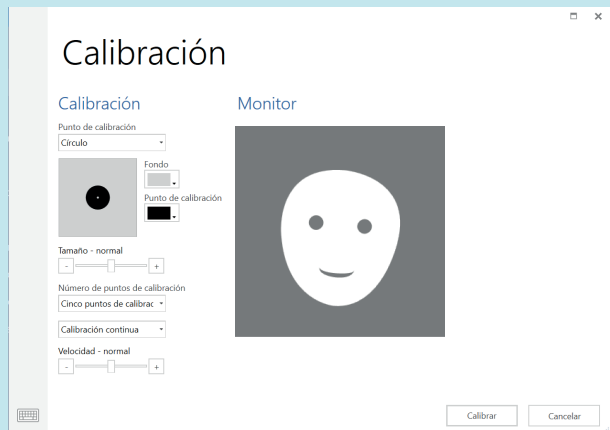 Calibración
Calibración
Monitor
Punto de calibración
Círculo
Fondo
Punto de calibración
Tamaño - normal
- +
Número de puntos de calibración
Cinco puntos de calibrac
Calibración continua
Velocidad - normal
- +
Calibrar
Cancelar